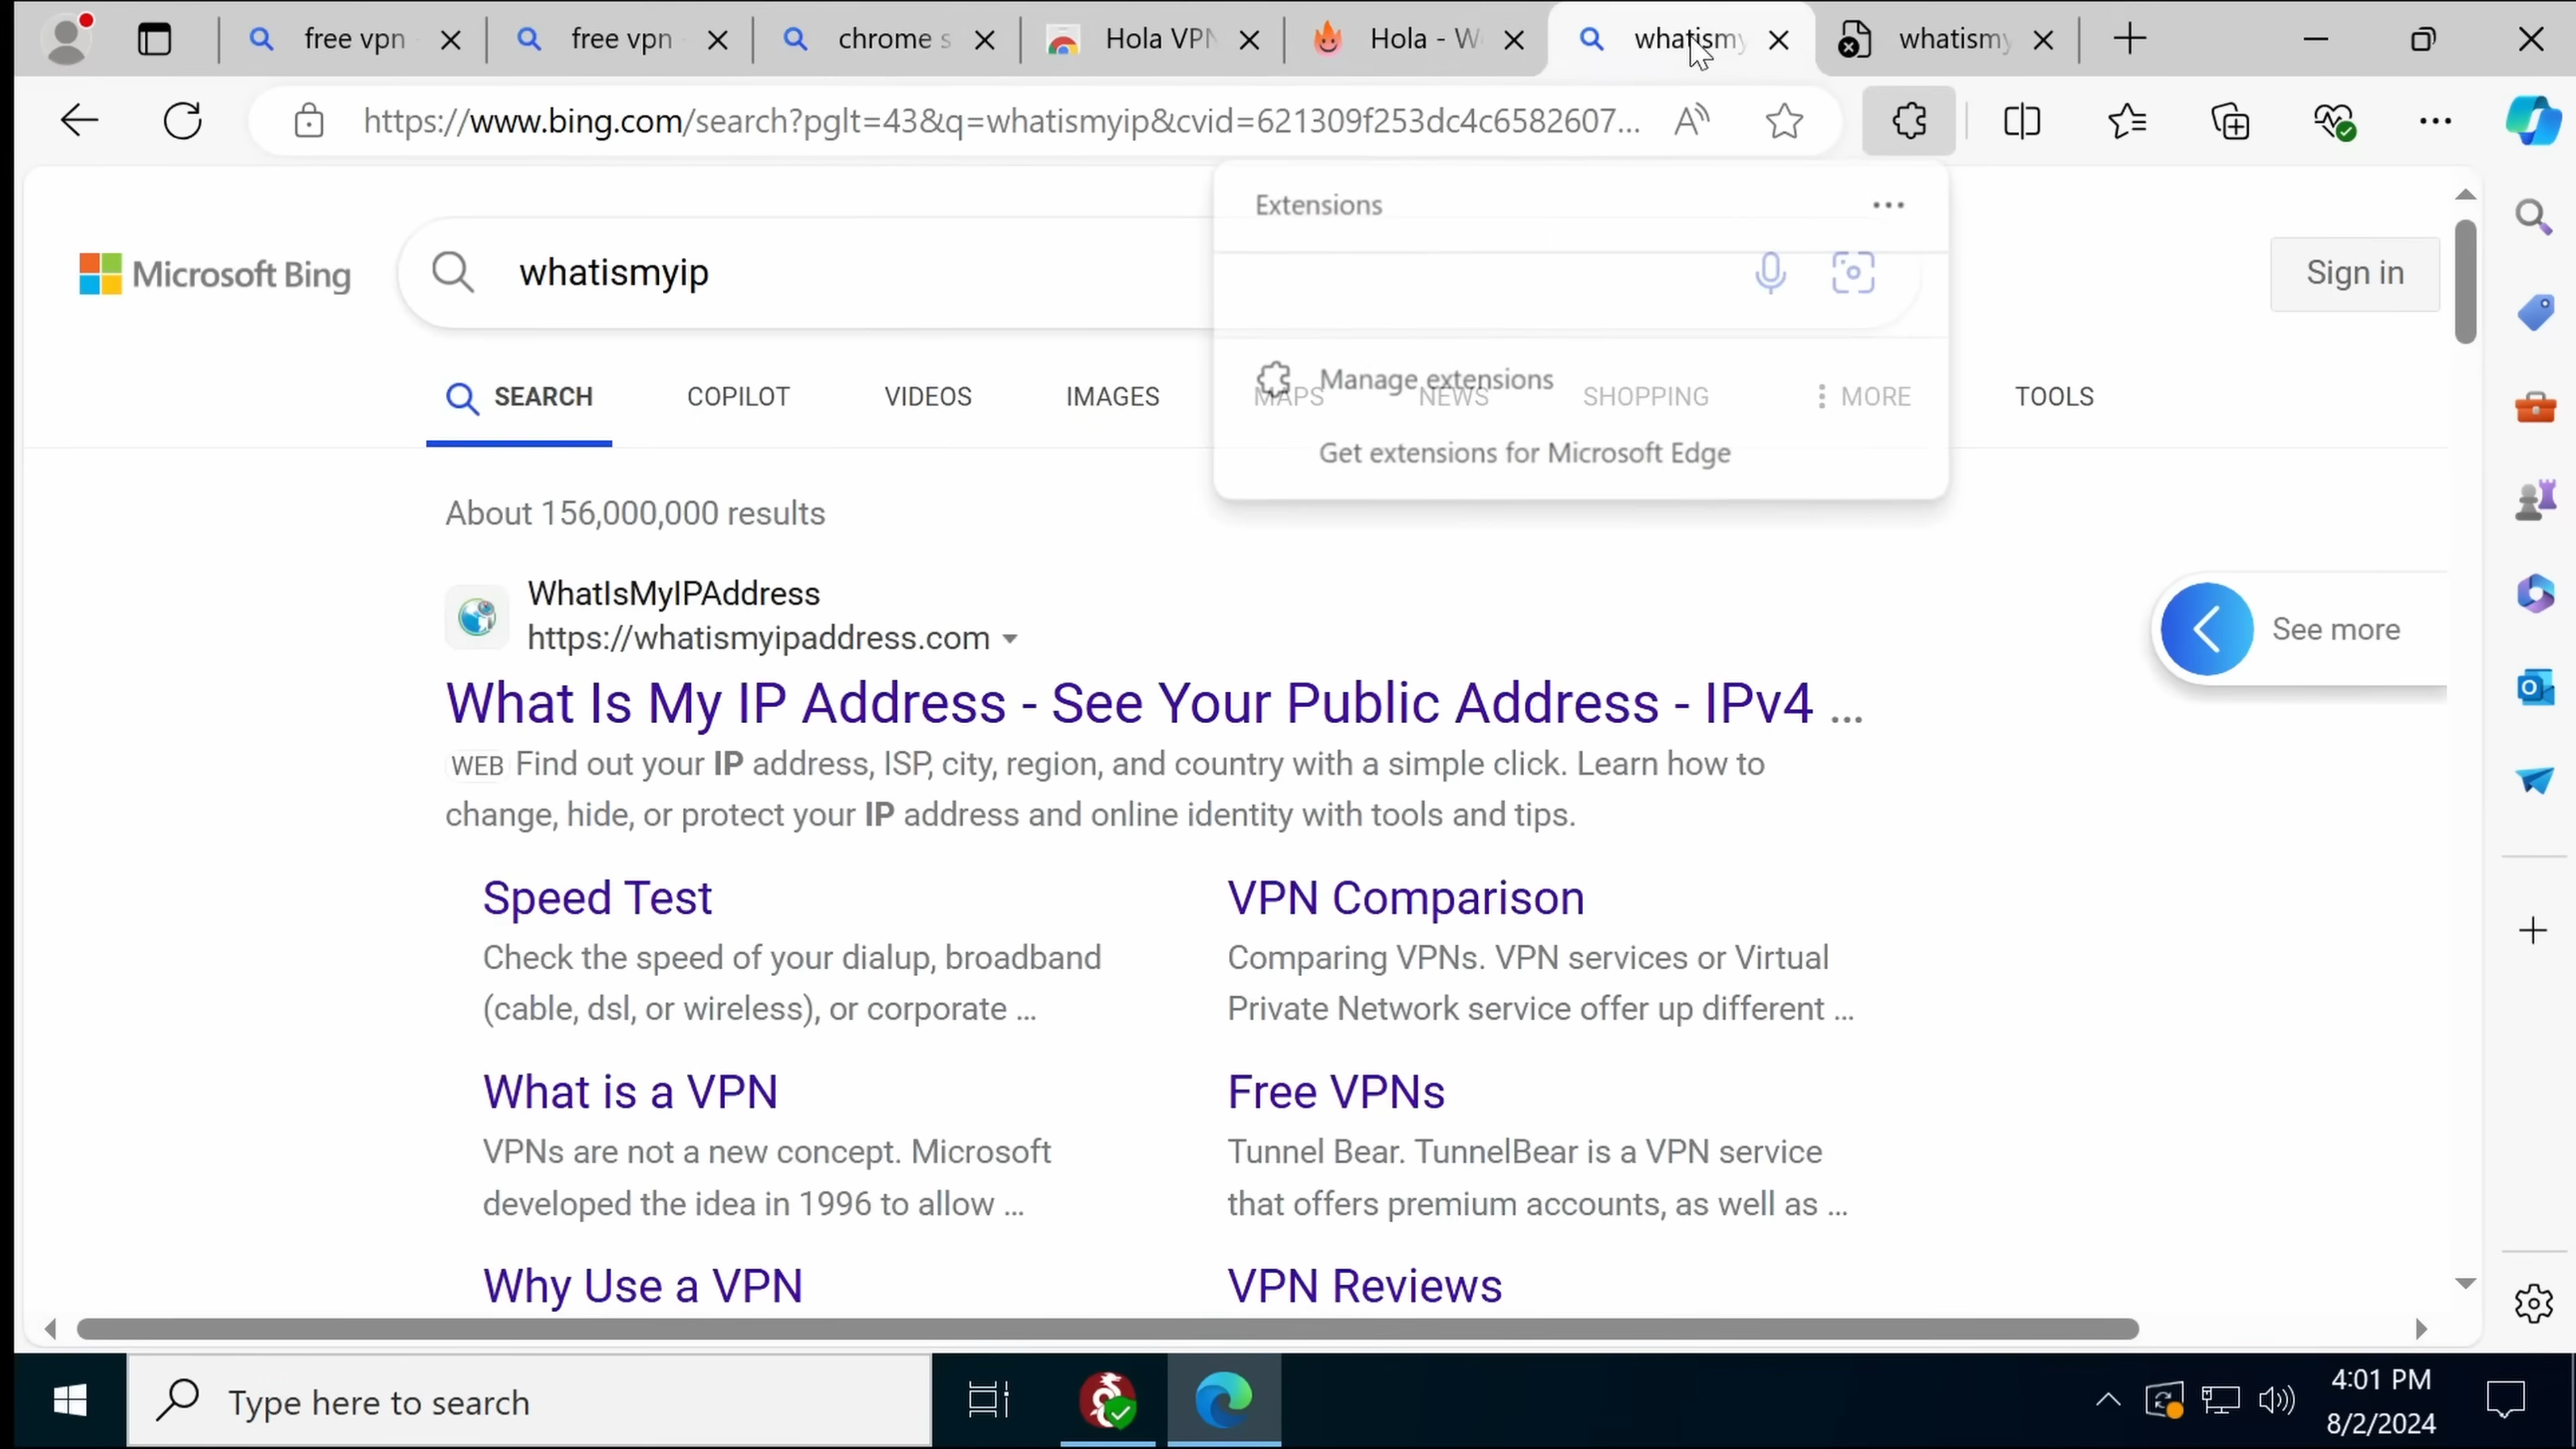 free vpn
free vpn
chrome s
Hola VPN
Hola - W
whatismy
whatismy
https://www.bing.com/search?pglt=43&q=whatismyip&cvid=621309f253dc4c6582607...
Extensions
Microsoft Bing
whatismyip
Sign in
Manage extensions
SEARCH
COPILOT
VIDEOS
IMAGES
MAPS
NEWS
SHOPPING
MORE
TOOLS
Get extensions for Microsoft Edge
About 156,000,000 results
WhatIsMyIPAddress
https://whatismyipaddress.com
See more
What Is My IP Address - See Your Public Address - IPv4 ...
WEB Find out your IP address, ISP, city, region, and country with a simple click. Learn how to
change, hide, or protect your IP address and online identity with tools and tips.
Speed Test
Check the speed of your dialup, broadband
(cable, dsl, or wireless), or corporate ...
VPN Comparison
Comparing VPNs. VPN services or Virtual
Private Network service offer up different ...
What is a VPN
VPNs are not a new concept. Microsoft
developed the idea in 1996 to allow ...
Free VPNs
Tunnel Bear. TunnelBear is a VPN service
that offers premium accounts, as well as ...
Why Use a VPN
VPN Reviews
Type here to search
4:01 PM
8/2/2024